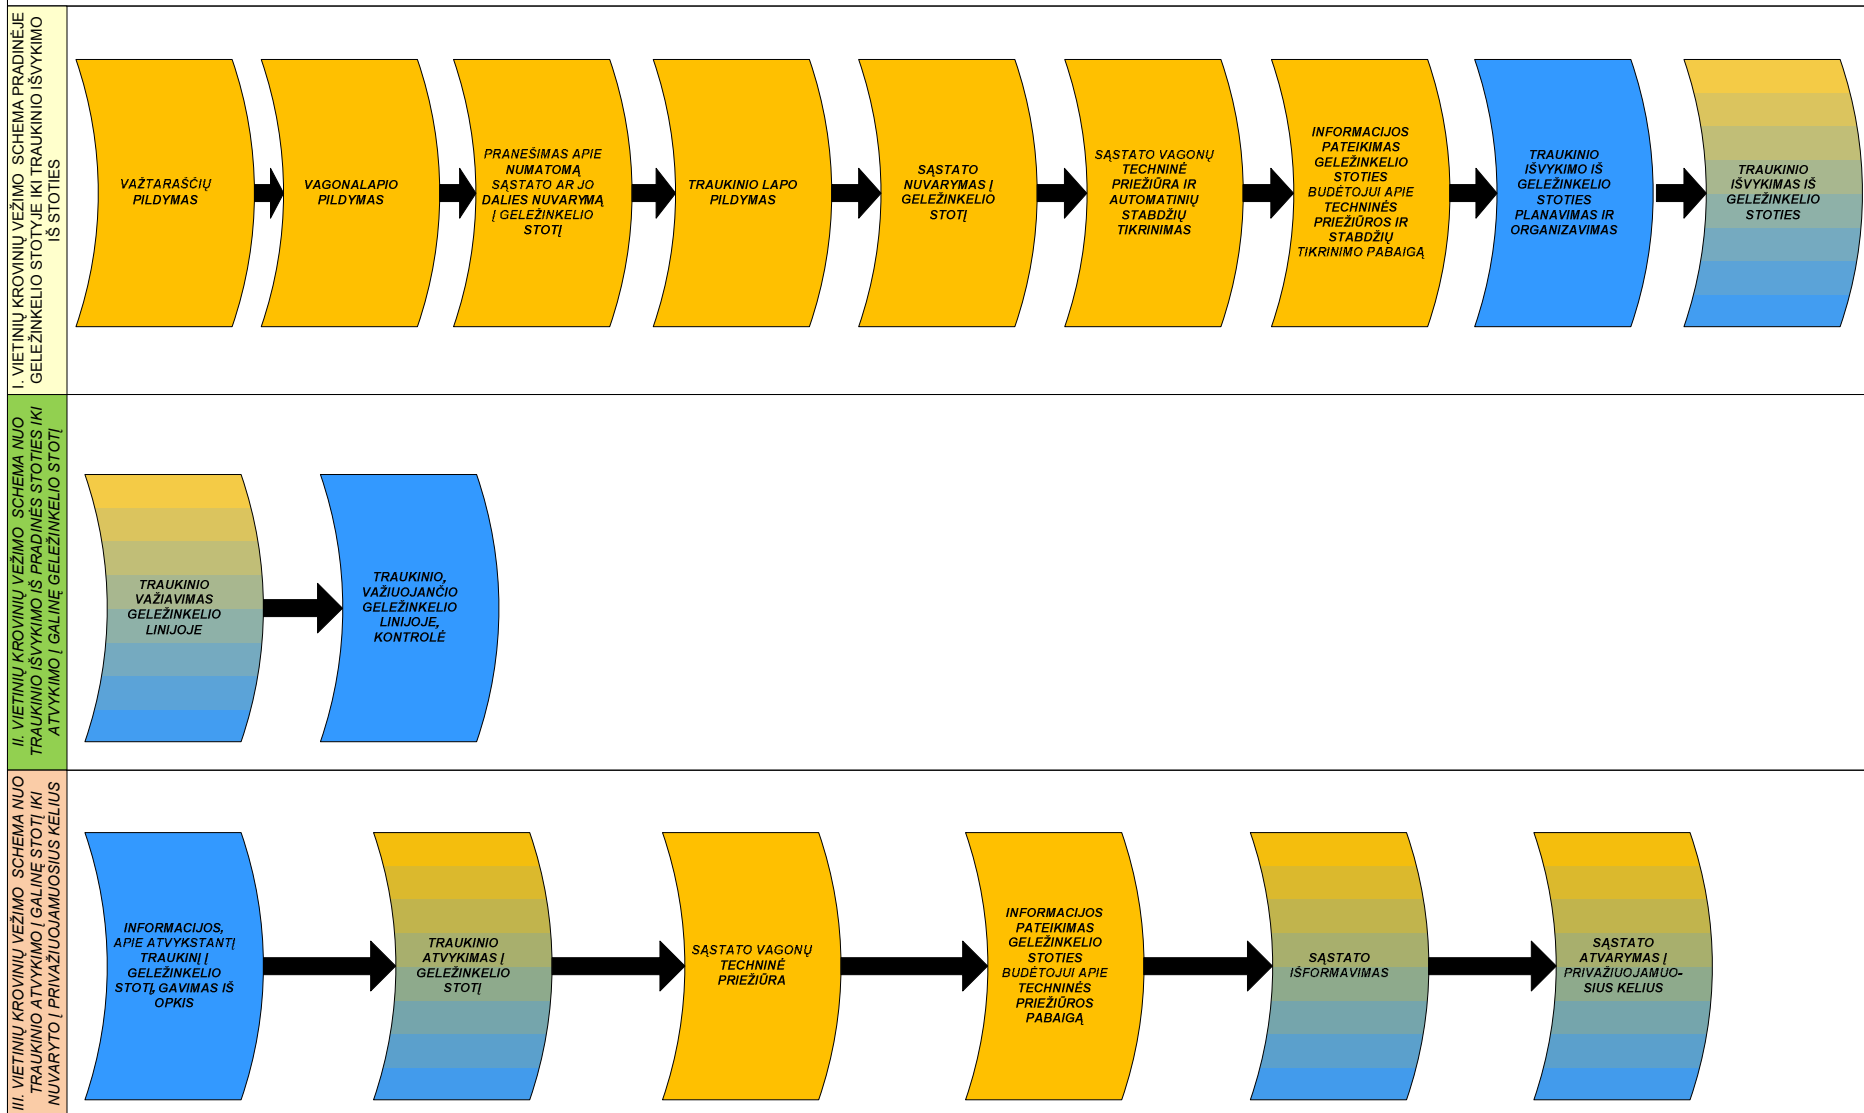 I. VIETINIŲ KROVINIŲ VEŽIMO SCHEMA PRADINĖJE
GELEŽINKELIO STOTYJE IKI TRAUKINIO IŠVYKIMO
IŠ STOTIES
VAŽTARAŠČIŲ
PILDYMAS
VAGONALAPIO
PILDYMAS
PRANEŠIMAS APIE
NUMATOMĄ
SĄSTATO AR JO
DALIES NUVARYMĄ
Į GELEŽINKELIO
STOTĮ
TRAUKINIO LAPO
PILDYMAS
SĄSTATO
NUVARYMAS Į
GELEŽINKELIO
STOTĮ
SĄSTATO VAGONŲ
TECHNINĖ
PRIEŽIŪRA IR
AUTOMATINIŲ
STABDŽIŲ
TIKRINIMAS
INFORMACIJOS
PATEIKIMAS
GELEŽINKELIO
STOTIES
BUDĖTOJUI APIE
TECHNINĖS
PRIEŽIŪROS IR
STABDŽIŲ
TIKRINIMO PABAIGĄ
TRAUKINIO
IŠVYKIMO IŠ
GELEŽINKELIO
STOTIES
PLANAVIMAS IR
ORGANIZAVIMAS
TRAUKINIO
IŠVYKIMAS IŠ
GELEŽINKELIO
STOTIES
II. VIETINIŲ KROVINIŲ VEŽIMO SCHEMA NUO
TRAUKINIO IŠVYKIMO IŠ PRADINĖS STOTIES IKI
ATVYKIMO Į GALINĘ GELEŽINKELIO STOTĮ
TRAUKINIO
VAŽIAVIMAS
GELEŽINKELIO
LINIJOJE
TRAUKINIO,
VAŽIUOJANČIO
GELEŽINKELIO
LINIJOJE,
KONTROLĖ
III. VIETINIŲ KROVINIŲ VEŽIMO SCHEMA NUO
TRAUKINIO ATVYKIMO Į GALINĘ STOTĮ IKI
NUVARYTO Į PRIVAŽIUOJAMUOSIUS KELIUS
INFORMACIJOS,
APIE ATVYKSTANTĮ
TRAUKINĮ Į
GELEŽINKELIO
STOTĮ, GAVIMAS IŠ
OPKIS
TRAUKINIO
ATVYKIMAS Į
GELEŽINKELIO
STOTĮ
SĄSTATO VAGONŲ
TECHNINĖ
PRIEŽIŪRA
INFORMACIJOS
PATEIKIMAS
GELEŽINKELIO
STOTIES
BUDĖTOJUI APIE
TECHNINĖS
PRIEŽIŪROS
PABAIGĄ
SĄSTATO
IŠFORMAVIMAS
SĄSTATO
ATVARYMAS Į
PRIVAŽIUOJAMUO-
SIUS KELIUS